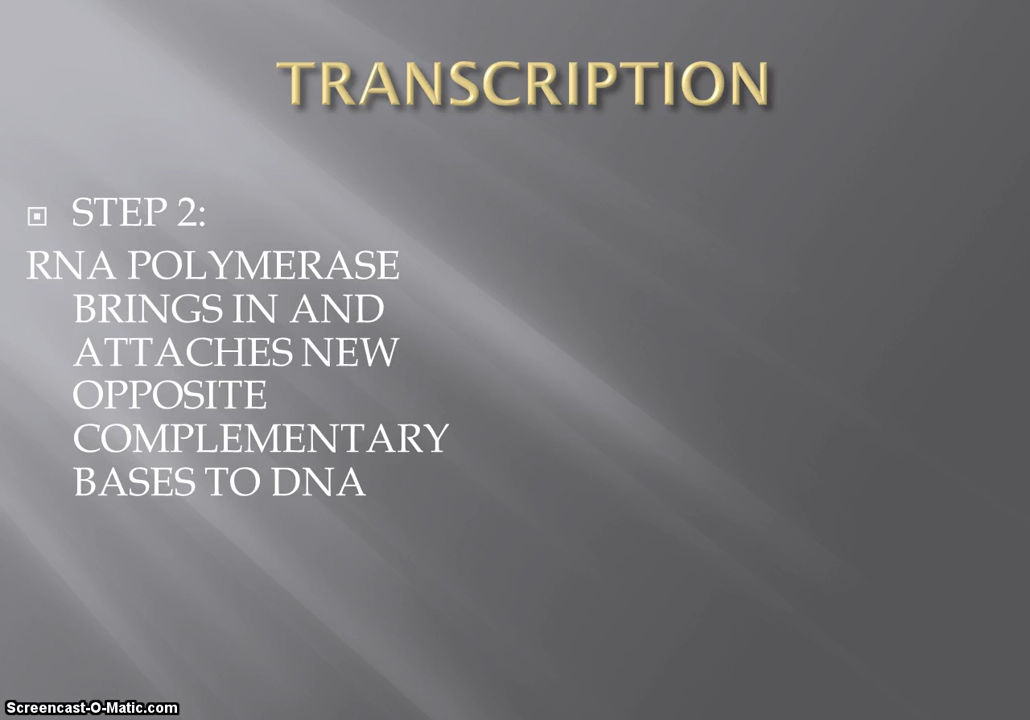 TRANSCRIPTION
STEP 2:
RNA POLYMERASE
BRINGS IN AND
ATTACHES NEW
OPPOSITE
COMPLEMENTARY
BASES TO DNA
Screencast-O-Matic.com